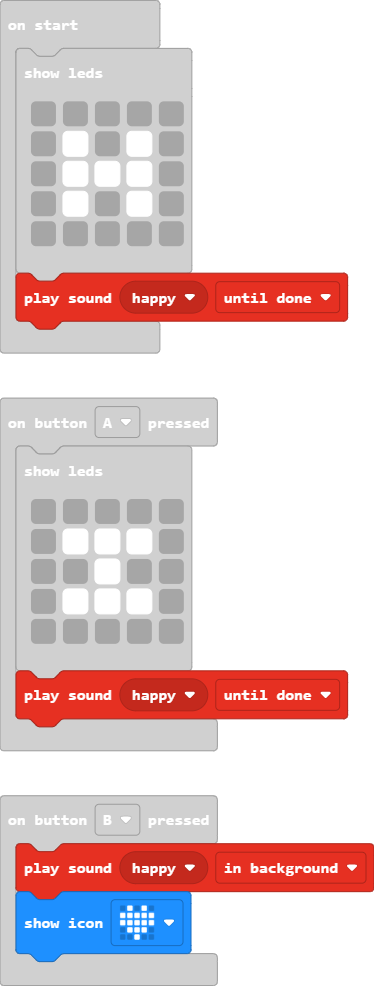 on start
show leds
play sound happy until done
on button A pressed
show leds
play sound happy until done
on button B pressed
play sound happy in background
show icon